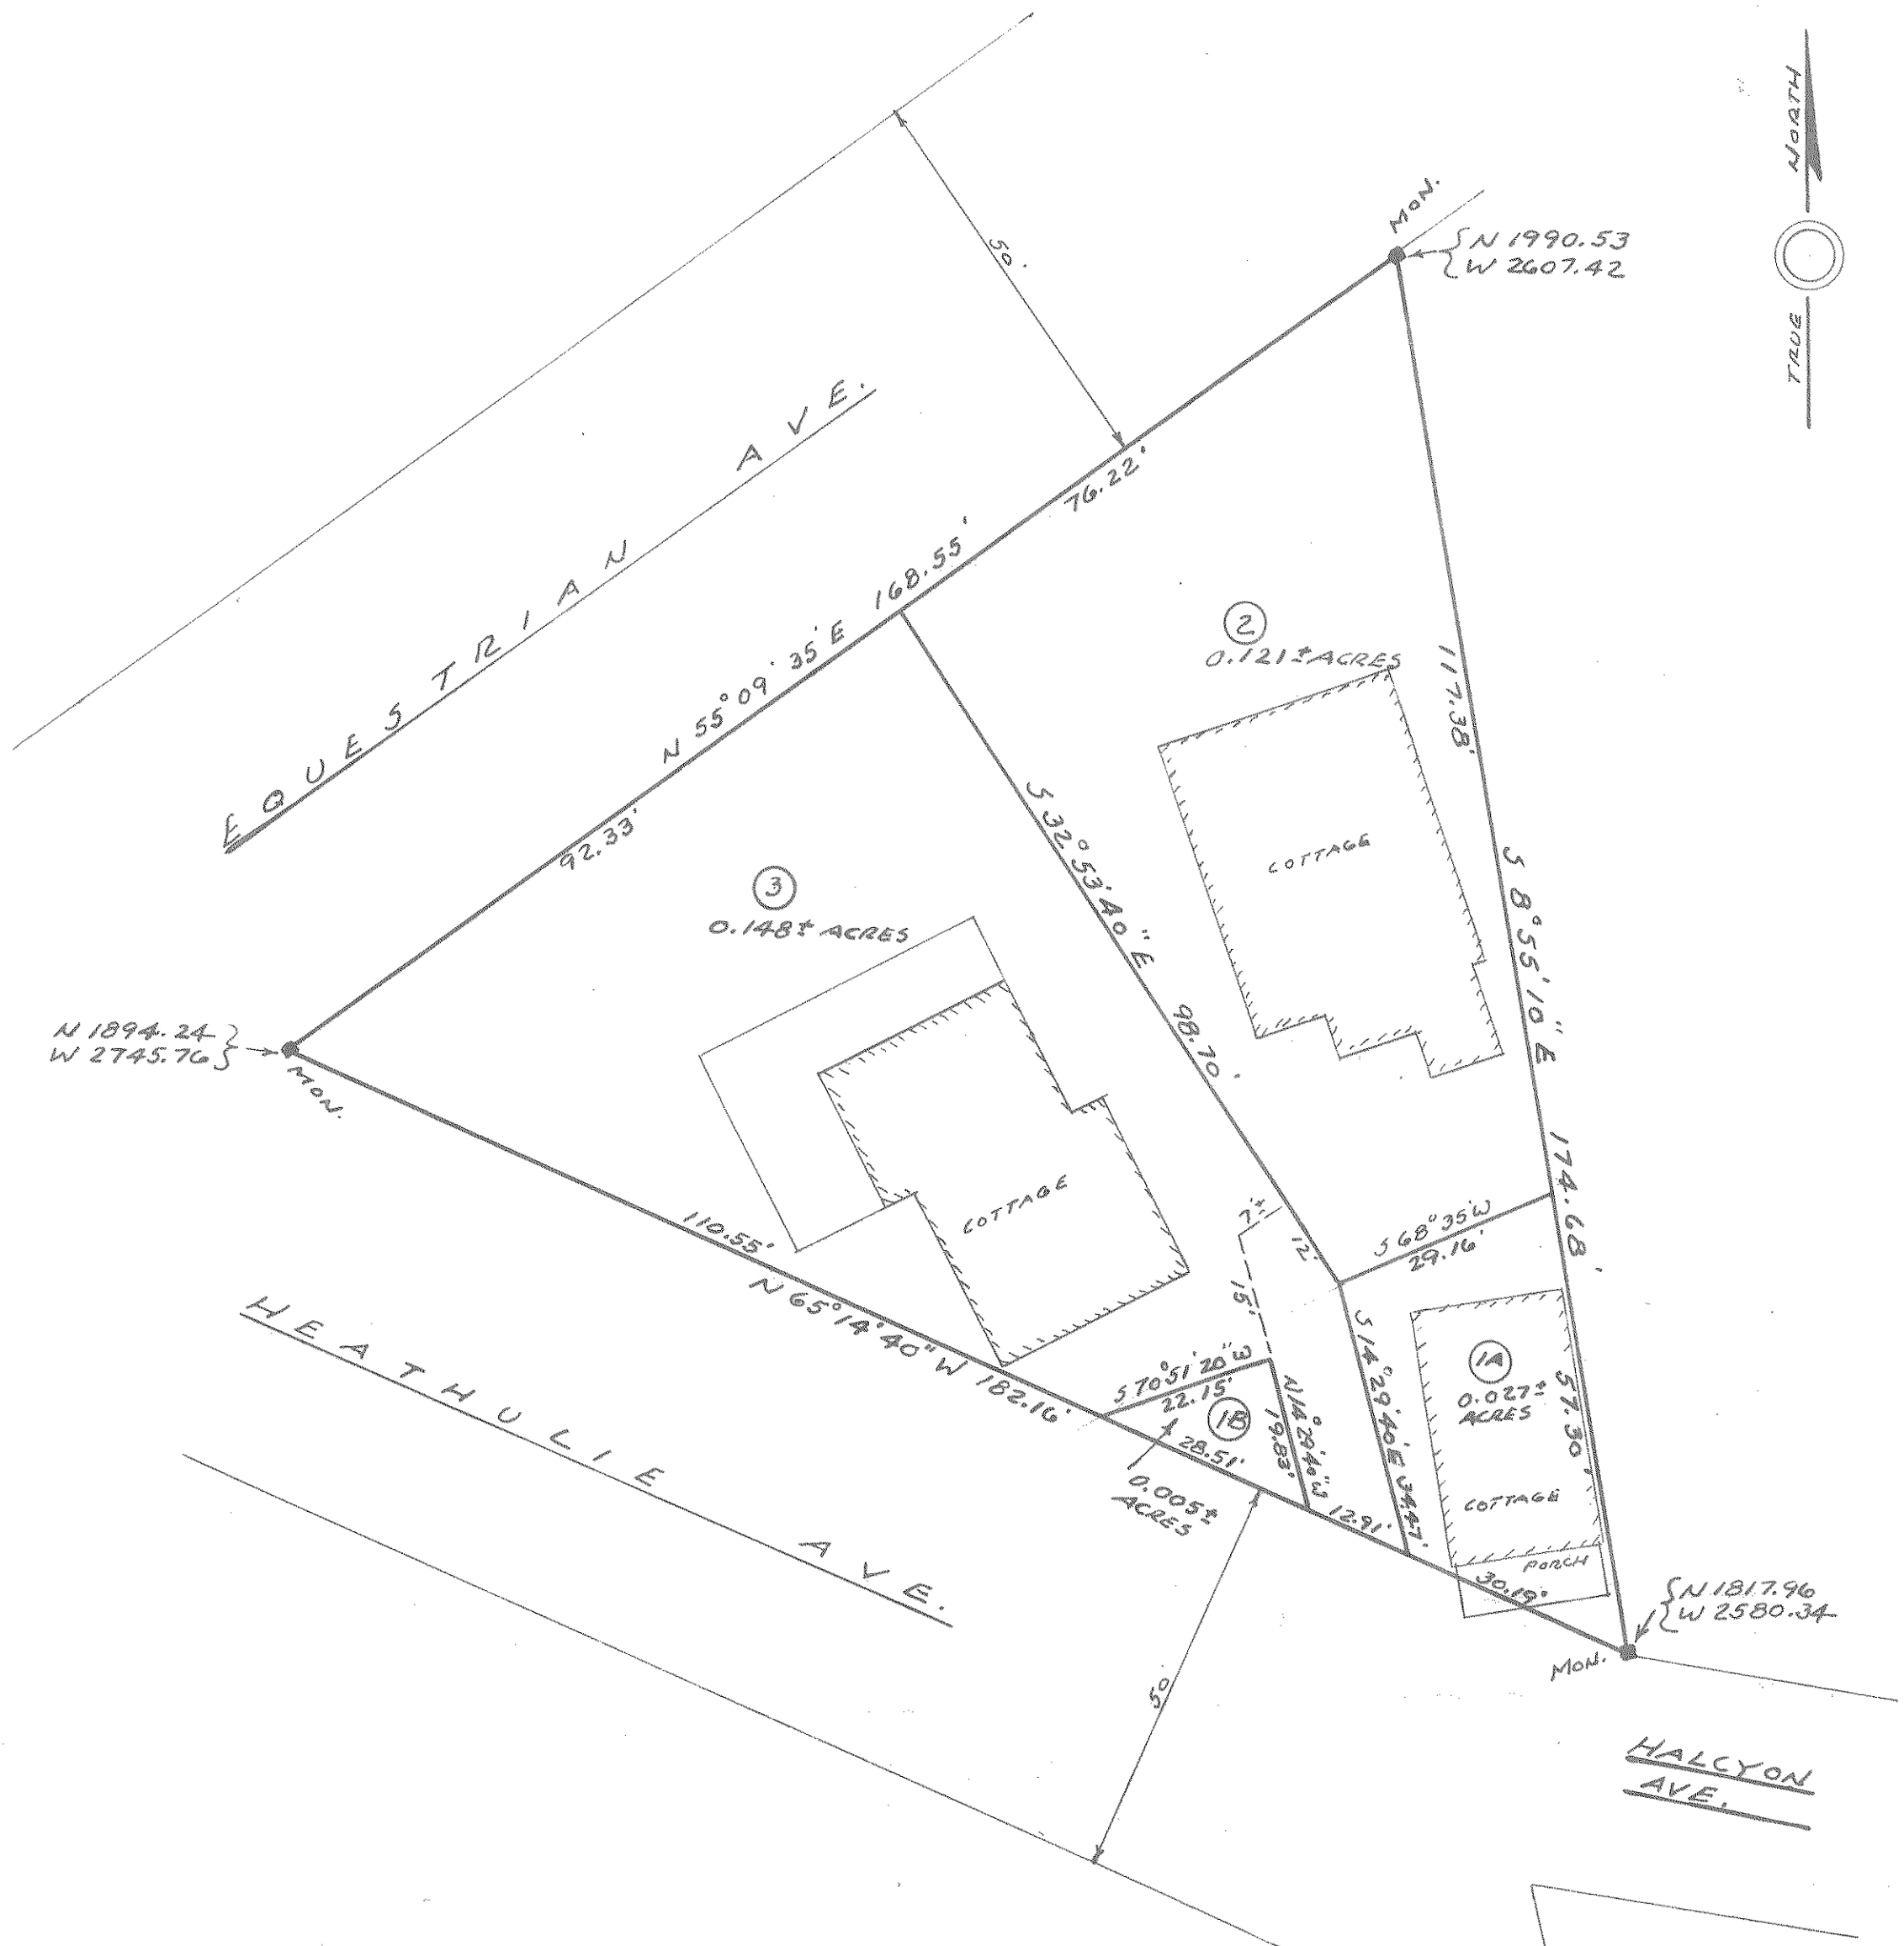 NORTH
TRUE
MON.
N 1990.53
W 2607.42
50'
EQUESTRIAN AVE.
76.22'
168.55'
N 55° 09' 35" E
92.33'
2
0.121± ACRES
117.38'
COTTAGE
S 32° 53' 40" E
98.70'
S 8° 55' 10" E
174.68'
3
0.148± ACRES
N 1894.24
W 2745.76
MON.
COTTAGE
110.55'
N 65° 14' 40" W 182.16'
7'±
12'
15'
S 68° 35' W
29.16'
S 70° 51' 20" W
22.15'
1B
28.51'
N 14° 29' 40" W
19.83'
0.005±
ACRES
S 14° 29' 40" E 34.47'
1A
0.027±
ACRES
57.30'
COTTAGE
PORCH
12.91'
30.19'
N 1817.96
W 2580.34
MON.
HEATHULIE AVE.
50'
HALCYON
AVE.